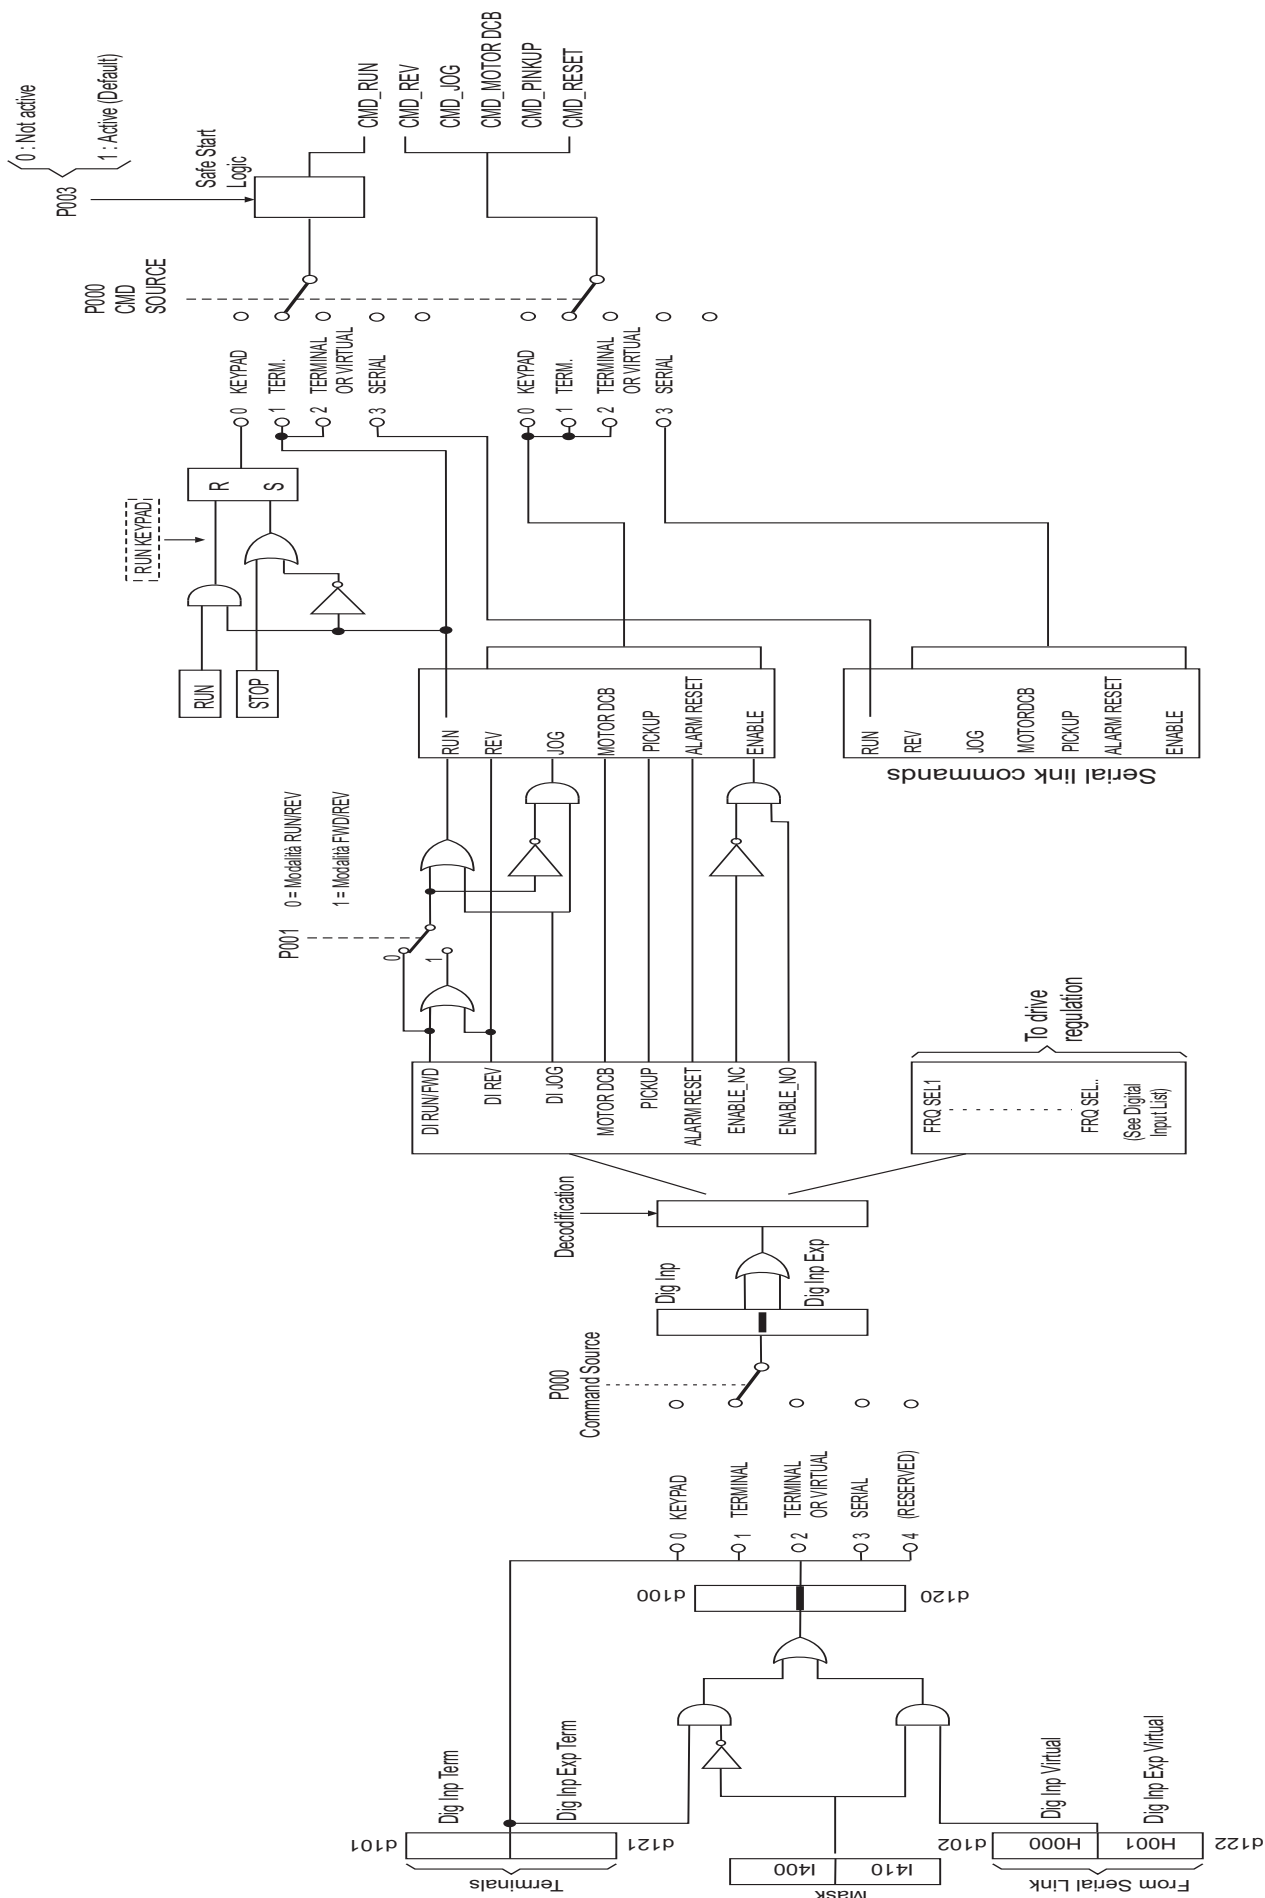 0 : Not active
1 : Active (Default)
P003
Safe Start
Logic
CMD_RUN
CMD_REV
CMD_JOG
CMD_MOTOR DCB
CMD_PINKUP
CMD_RESET
P000
CMD
SOURCE
0 KEYPAD
1 TERM.
2 TERMINAL
OR VIRTUAL
3 SERIAL
0 KEYPAD
1 TERM.
2 TERMINAL
OR VIRTUAL
3 SERIAL
R
S
RUN KEYPAD
RUN
STOP
RUN
REV
JOG
MOTOR DCB
PICKUP
ALARM RESET
ENABLE
RUN
REV
JOG
MOTORDCB
PICKUP
ALARM RESET
ENABLE
Serial link commands
0 = Modalità RUN/REV
1 = Modalità FWD/REV
P001
0
1
DI RUN/FWD
DI REV
DI JOG
MOTOR DCB
PICKUP
ALARM RESET
ENABLE_NC
ENABLE_NO
To drive
regulation
FRQ SEL1
FRQ SEL..
(See Digital
Input List)
Decodification
Dig Inp
Dig Inp Exp
P000
Command Source
0 KEYPAD
1 TERMINAL
2 TERMINAL
OR VIRTUAL
3 SERIAL
4 (RESERVED)
d100
d120
Dig Inp Term
Dig Inp Exp Term
d101
d121
Terminals
I400
I410
Mask
Dig Inp Virtual
Dig Inp Exp Virtual
d102
H000
H001
d122
From Serial Link